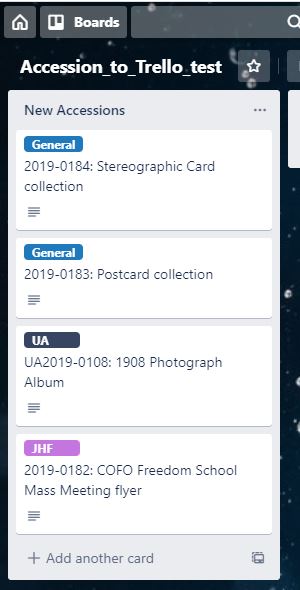 Boards
Accession_to_Trello_test
New Accessions
General
2019-0184: Stereographic Card
collection
General
2019-0183: Postcard collection
UA
UA2019-0108: 1908 Photograph
Album
JHF
2019-0182: COFO Freedom School
Mass Meeting flyer
+ Add another card